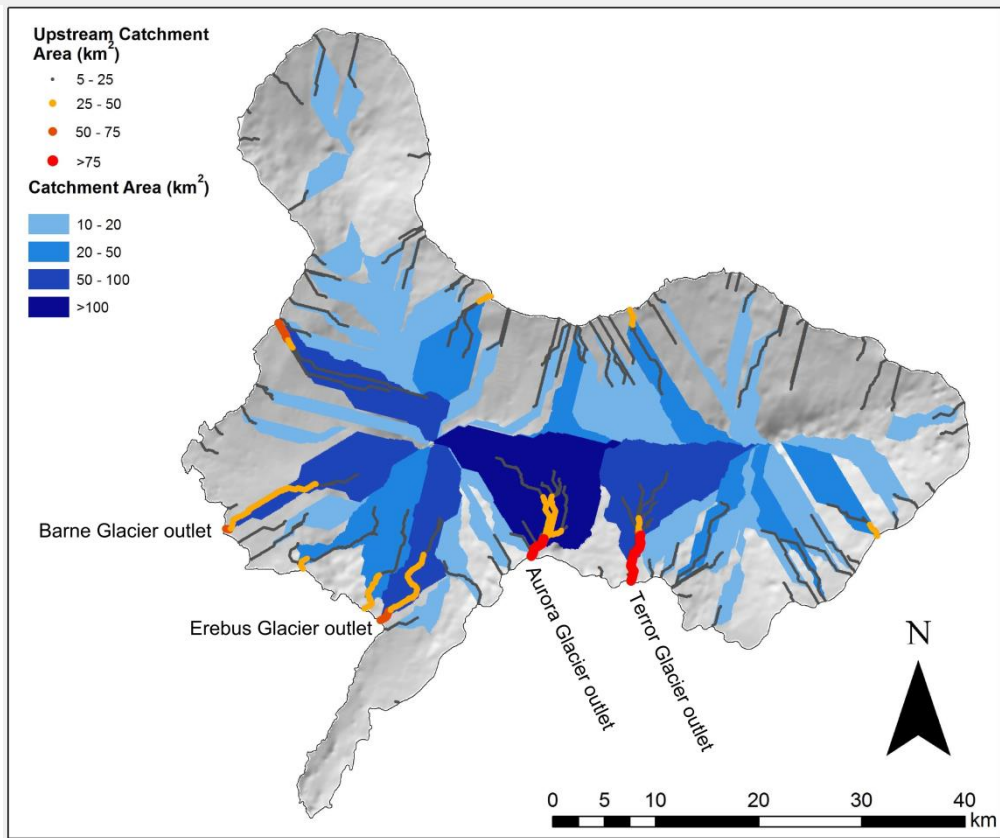 Upstream Catchment
Area (km²)
5 - 25
25 - 50
50 - 75
>75
Catchment Area (km²)
10 - 20
20 - 50
50 - 100
>100
Barne Glacier outlet
Erebus Glacier outlet
Aurora Glacier outlet
Terror Glacier outlet
N
0 5 10 20 30 40
km